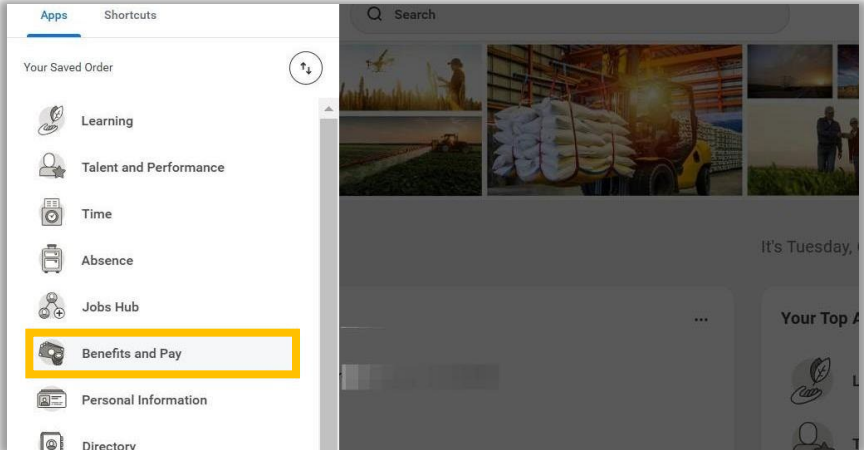 Apps Shortcuts
Search
Your Saved Order
Learning
Talent and Performance
Time
Absence
It's Tuesday,
Jobs Hub
Your Top
Benefits and Pay
Personal Information
Directory